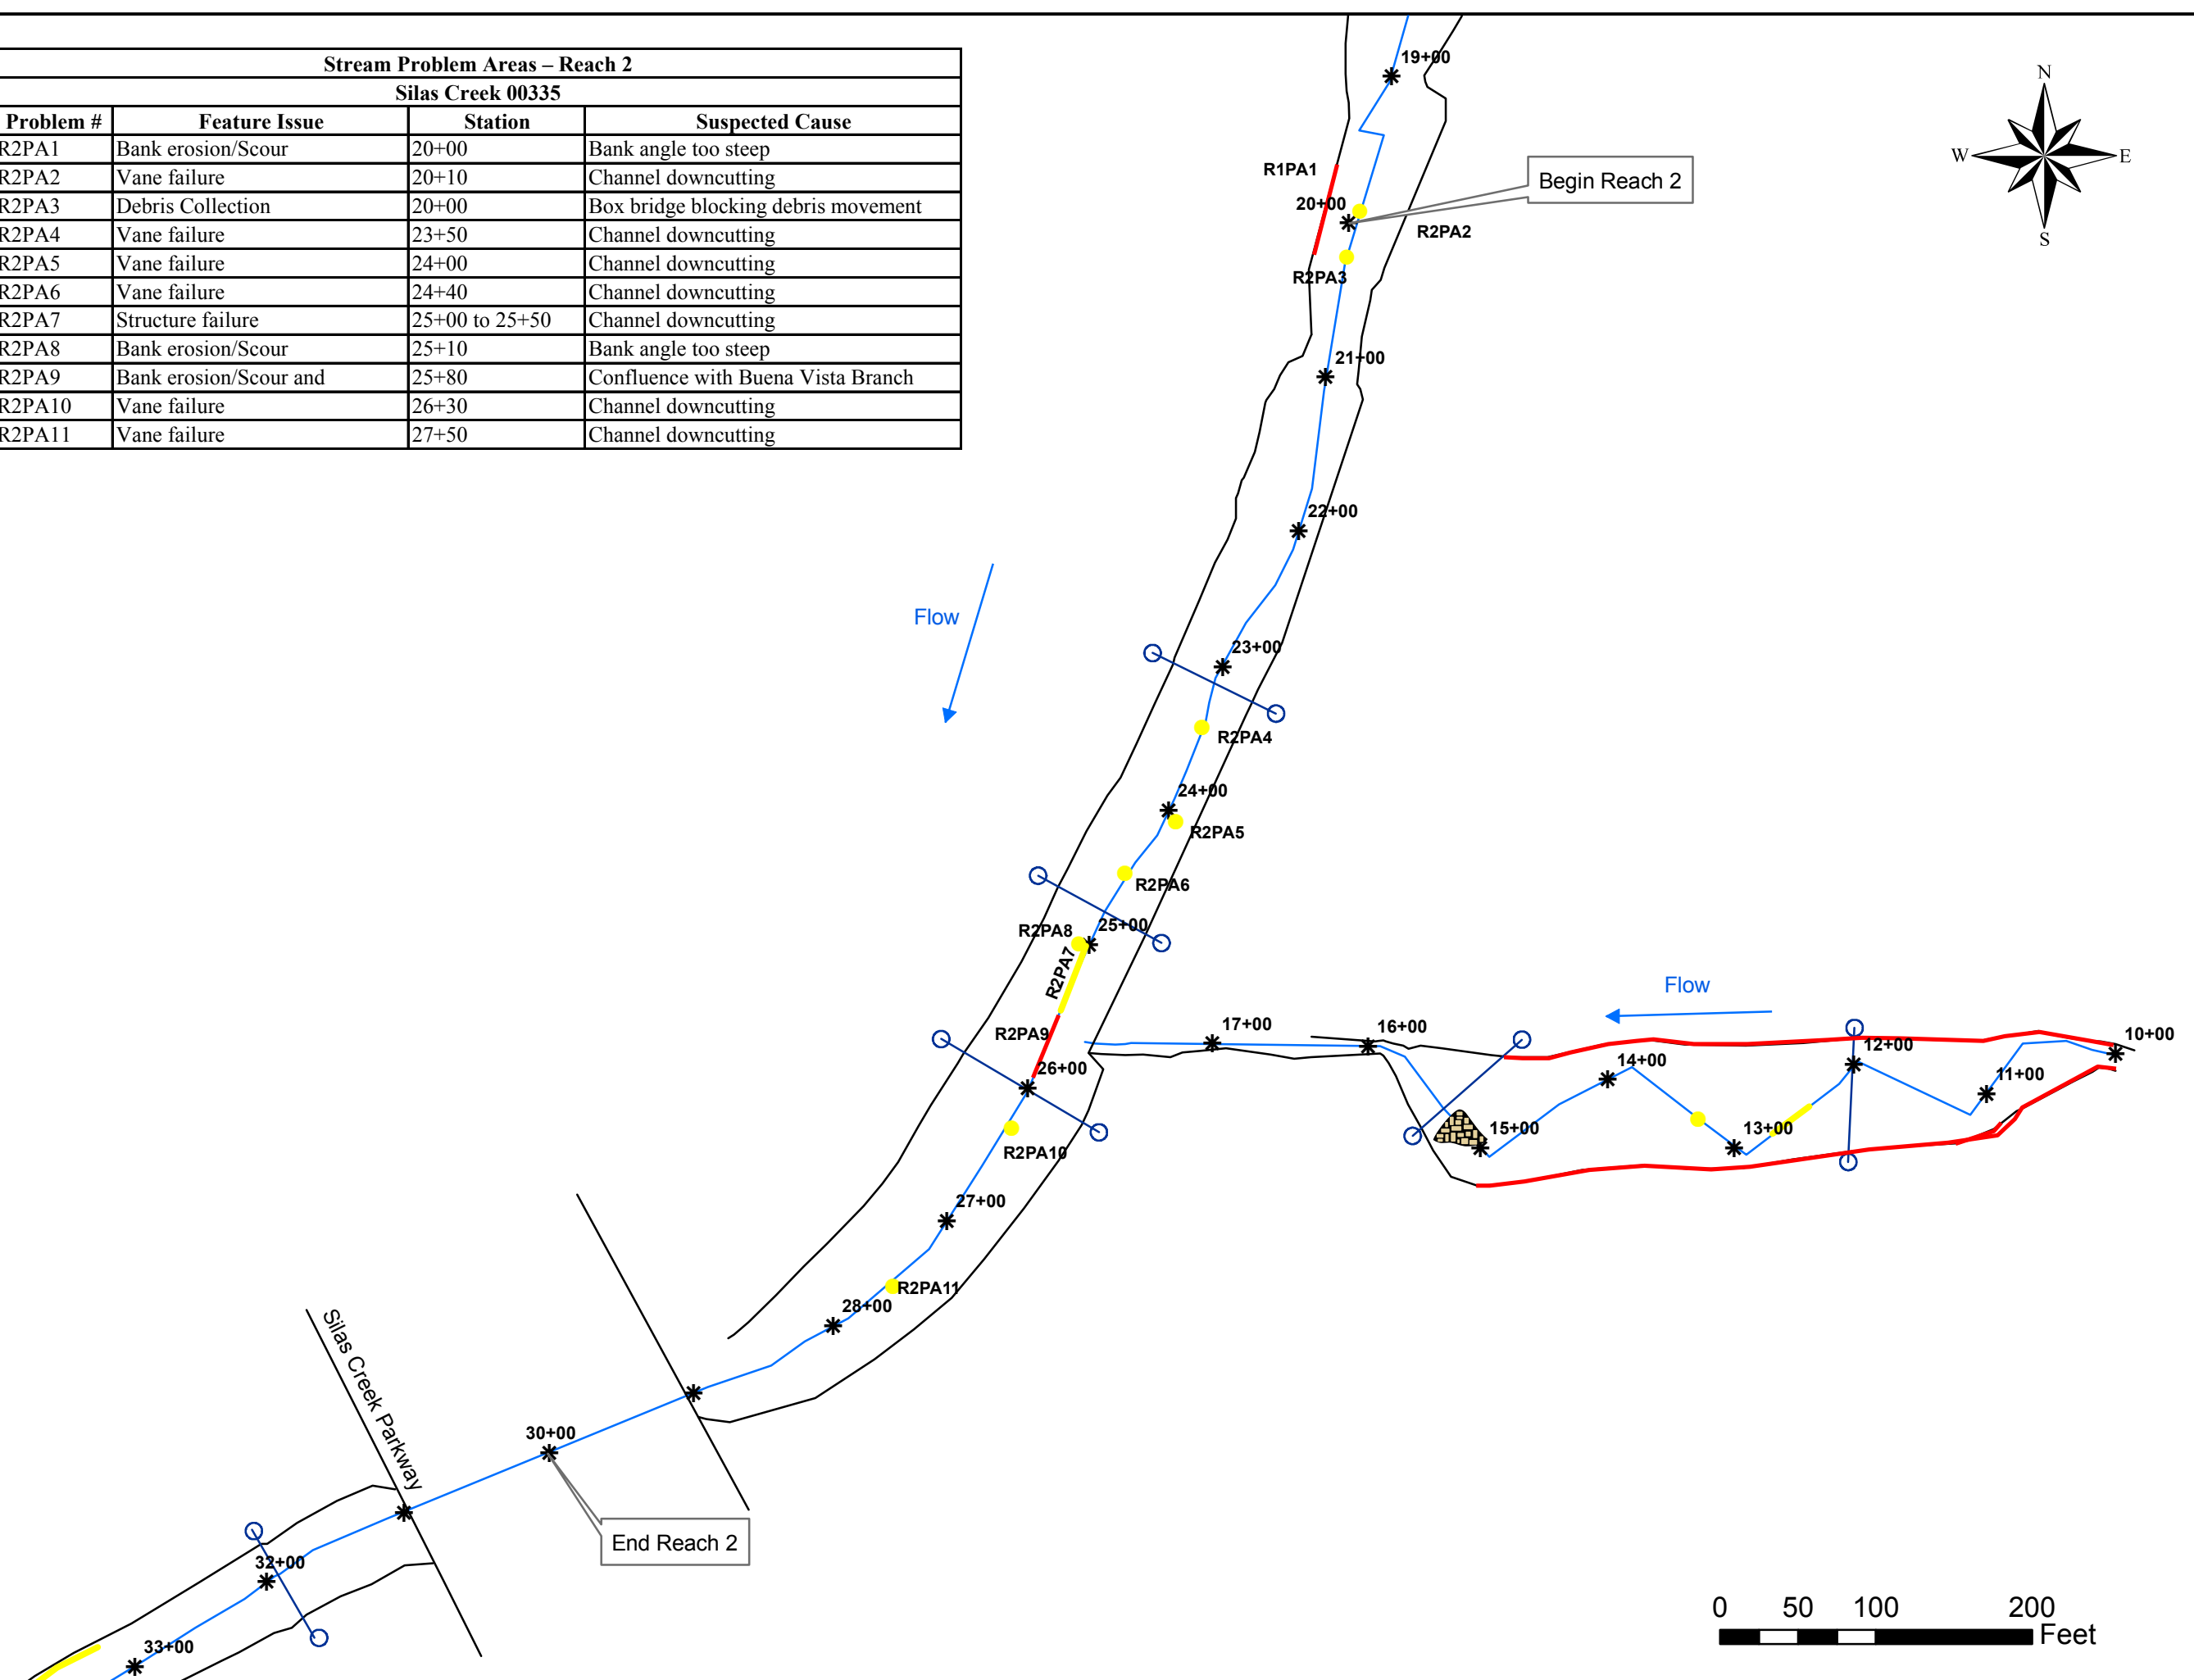 Stream Problem Areas – Reach 2
Silas Creek 00335
Problem # Feature Issue Station Suspected Cause
R2PA1 Bank erosion/Scour 20+00 Bank angle too steep
R2PA2 Vane failure 20+10 Channel downcutting
R2PA3 Debris Collection 20+00 Box bridge blocking debris movement
R2PA4 Vane failure 23+50 Channel downcutting
R2PA5 Vane failure 24+00 Channel downcutting
R2PA6 Vane failure 24+40 Channel downcutting
R2PA7 Structure failure 25+00 to 25+50 Channel downcutting
R2PA8 Bank erosion/Scour 25+10 Bank angle too steep
R2PA9 Bank erosion/Scour and 25+80 Confluence with Buena Vista Branch
R2PA10 Vane failure 26+30 Channel downcutting
R2PA11 Vane failure 27+50 Channel downcutting
19+00
N
W
E
S
R1PA1
Begin Reach 2
20+00
R2PA2
R2PA3
21+00
22+00
Flow
23+00
R2PA4
24+00
R2PA5
R2PA6
25+00
R2PA8
R2PA7
R2PA9
26+00
R2PA10
Flow
17+00
16+00
15+00
14+00
13+00
12+00
11+00
10+00
27+00
R2PA11
28+00
Silas Creek Parkway
30+00
End Reach 2
32+00
33+00
0 50 100 200
Feet